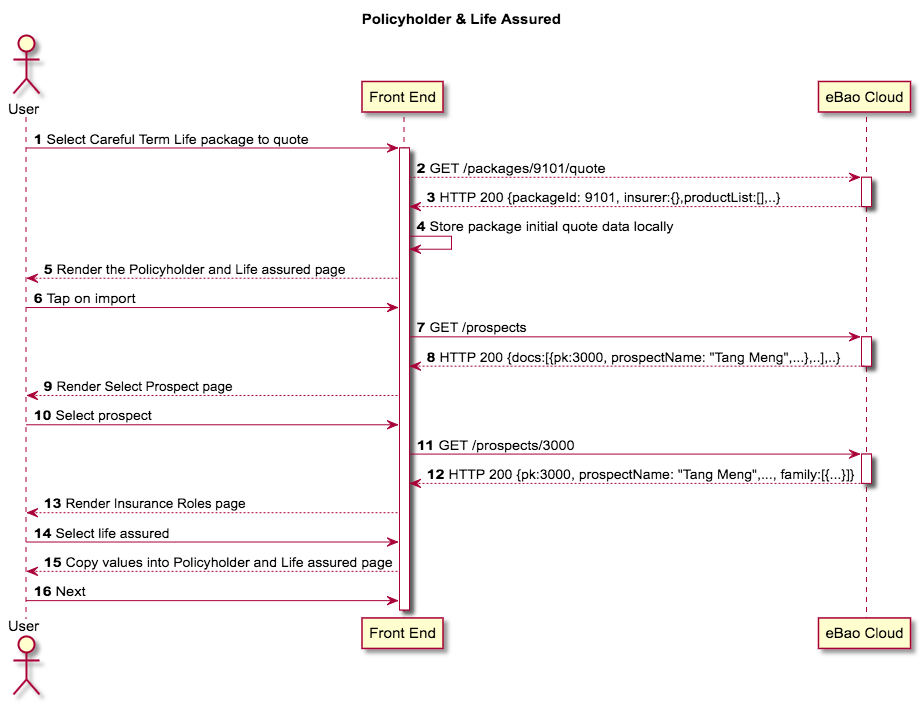 Policyholder & Life Assured
User
Front End
eBao Cloud
1 Select Careful Term Life package to quote
2 GET /packages/9101/quote
3 HTTP 200 {packageId: 9101, insurer:{},productList:[],..}
4 Store package initial quote data locally
5 Render the Policyholder and Life assured page
6 Tap on import
7 GET /prospects
8 HTTP 200 {docs:[{pk:3000, prospectName: "Tang Meng",...},..],..}
9 Render Select Prospect page
10 Select prospect
11 GET /prospects/3000
12 HTTP 200 {pk:3000, prospectName: "Tang Meng",..., family:[{...}]}
13 Render Insurance Roles page
14 Select life assured
15 Copy values into Policyholder and Life assured page
16 Next
User
Front End
eBao Cloud